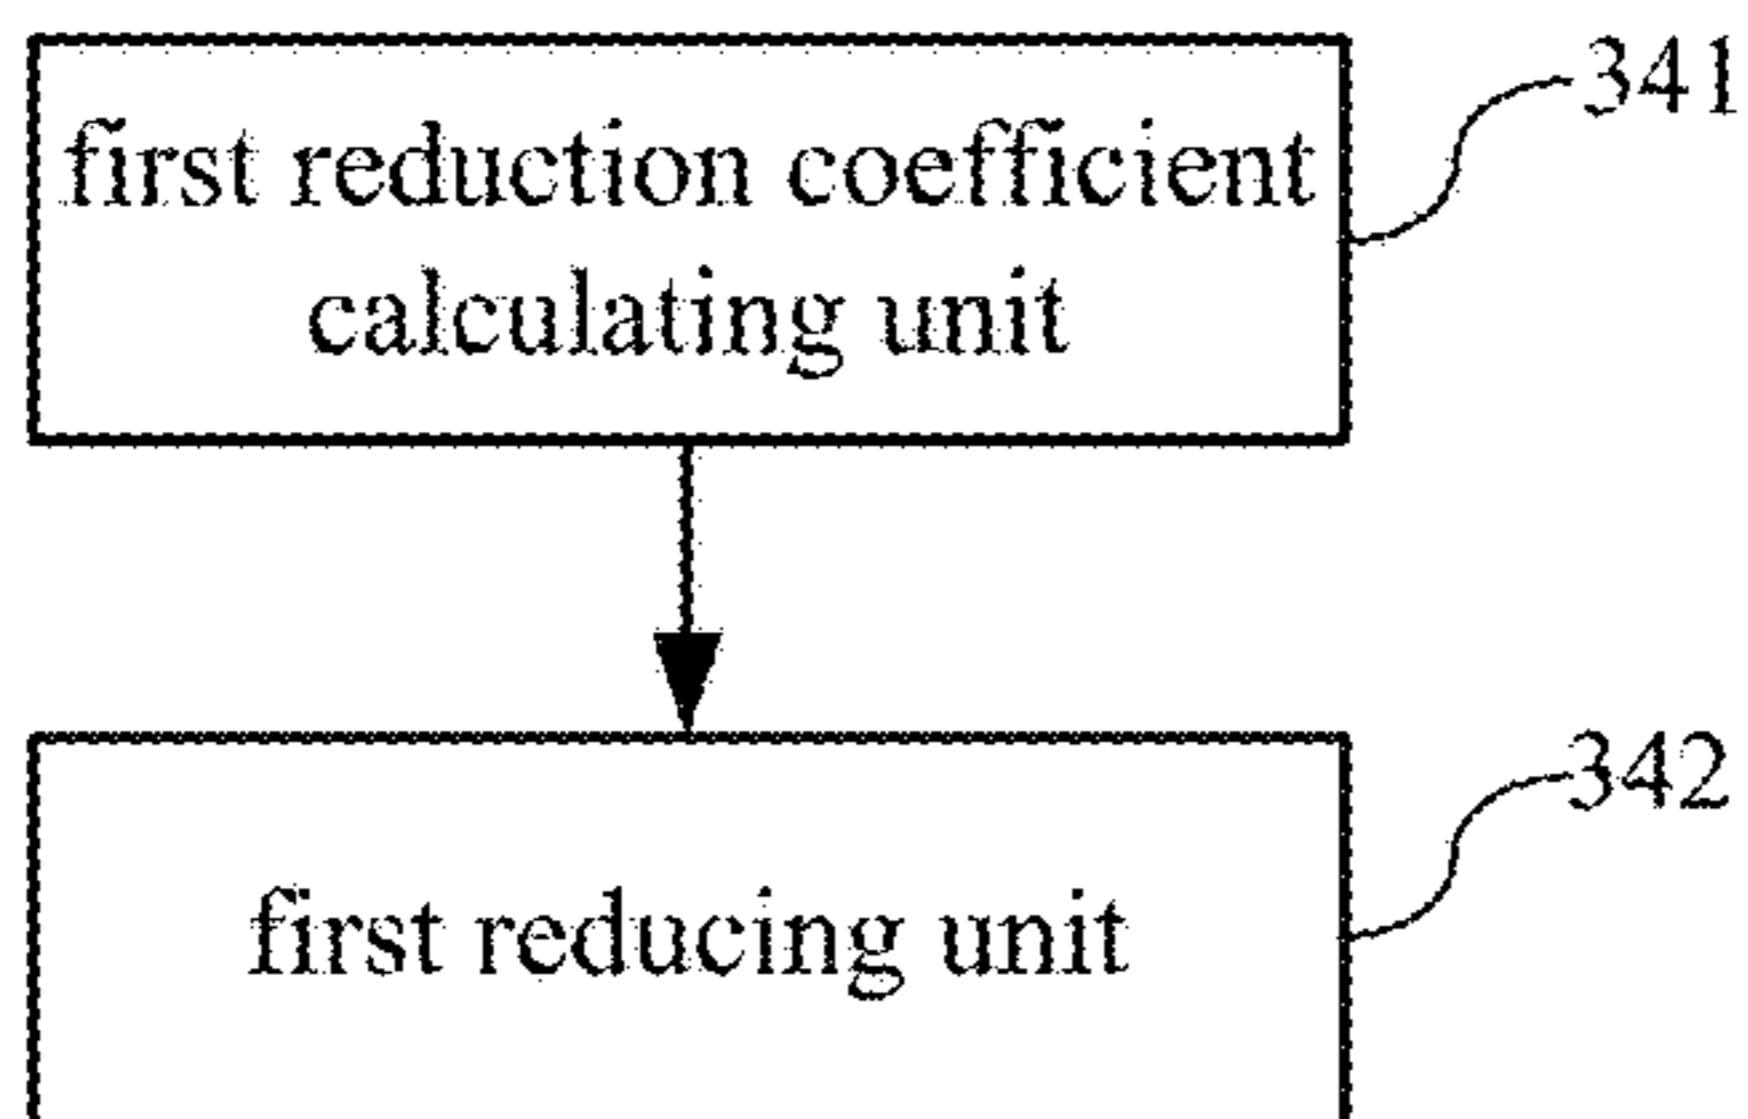 341
first reduction coefficient
calculating unit
342
first reducing unit